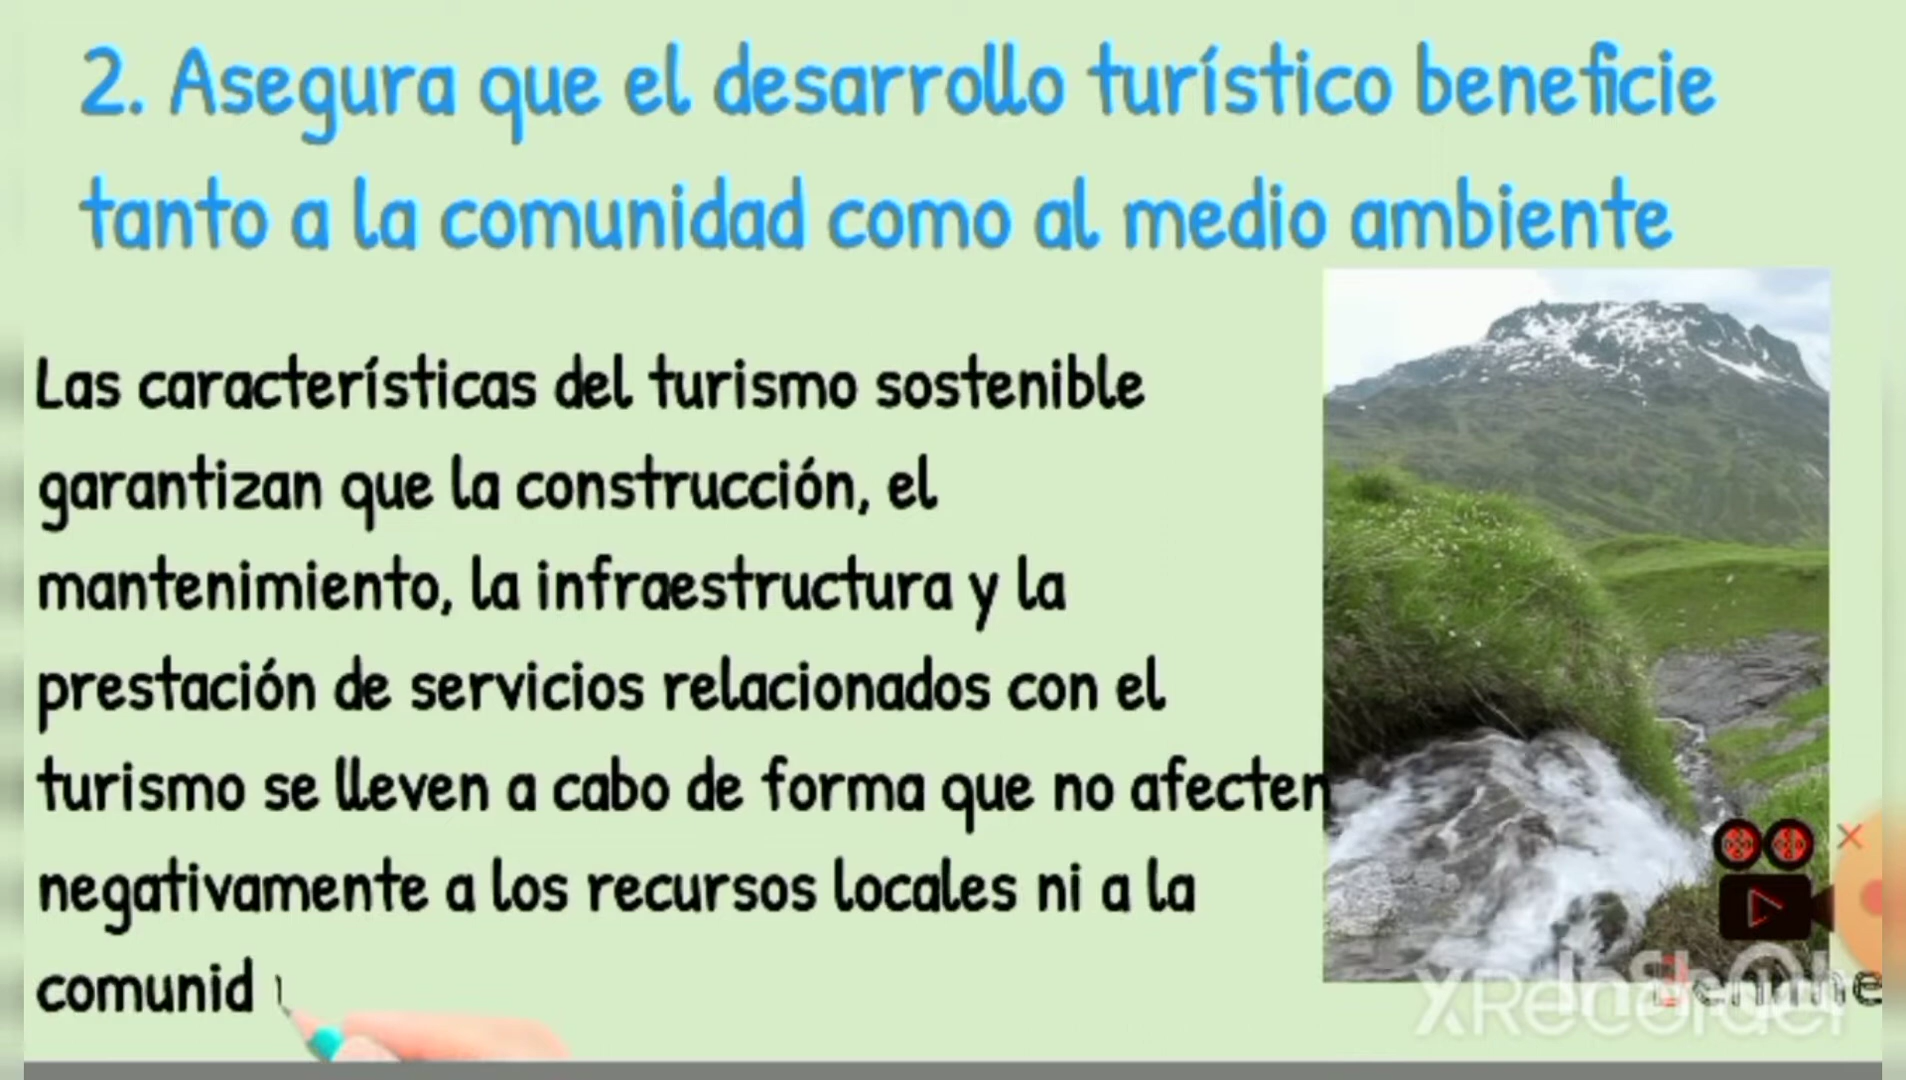 2. Asegura que el desarrollo turístico beneficie
tanto a la comunidad como al medio ambiente
Las características del turismo sostenible
garantizan que la construcción, el
mantenimiento, la infraestructura y la
prestación de servicios relacionados con el
turismo se lleven a cabo de forma que no afecten
negativamente a los recursos locales ni a la
comunid
XRecorder